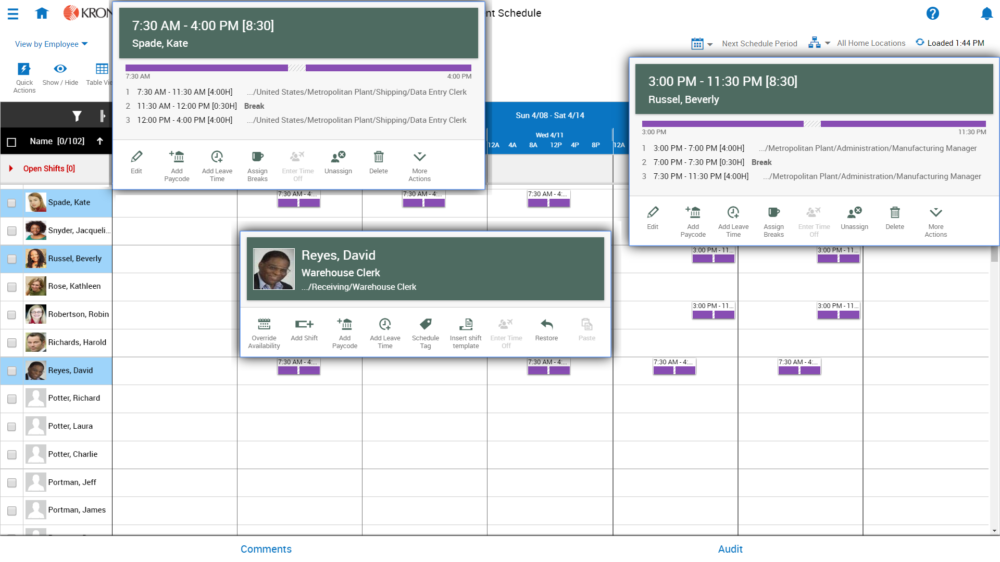 KRON
nt Schedule
View by Employee
Next Schedule Period
All Home Locations
Loaded 1:44 PM
Quick Actions
Show / Hide
Table Vie
7:30 AM - 4:00 PM [8:30]
Spade, Kate
7:30 AM
4:00 PM
1 7:30 AM - 11:30 AM [4:00H] .../United States/Metropolitan Plant/Shipping/Data Entry Clerk
2 11:30 AM - 12:00 PM [0:30H] Break
3 12:00 PM - 4:00 PM [4:00H] .../United States/Metropolitan Plant/Shipping/Data Entry Clerk
Edit
Add Paycode
Add Leave Time
Assign Breaks
Enter Time Off
Unassign
Delete
More Actions
3:00 PM - 11:30 PM [8:30]
Russel, Beverly
3:00 PM
11:30 PM
1 3:00 PM - 7:00 PM [4:00H] .../Metropolitan Plant/Administration/Manufacturing Manager
2 7:00 PM - 7:30 PM [0:30H] Break
3 7:30 PM - 11:30 PM [4:00H] .../Metropolitan Plant/Administration/Manufacturing Manager
Edit
Add Paycode
Add Leave Time
Assign Breaks
Enter Time Off
Unassign
Delete
More Actions
Sun 4/08 - Sat 4/14
Wed 4/11
12A 4A 8A 12P 4P 8P 12A
Name [0/102]
Open Shifts [0]
Spade, Kate
7:30 AM - 4:...
7:30 AM - 4:...
7:30 AM - 4:...
Snyder, Jacqueli...
Russel, Beverly
3:00 PM - 11...
3:00 PM - 11...
Rose, Kathleen
Robertson, Robin
3:00 PM - 11...
3:00 PM - 11...
Richards, Harold
Reyes, David
Warehouse Clerk
.../Receiving/Warehouse Clerk
Override Availability
Add Shift
Add Paycode
Add Leave Time
Schedule Tag
Insert shift template
Enter Time Off
Restore
Paste
Reyes, David
7:30 AM - 4:...
7:30 AM - 4:...
7:30 AM - 4:...
7:30 AM - 4:...
Potter, Richard
Potter, Laura
Potter, Charlie
Portman, Jeff
Portman, James
Comments
Audit